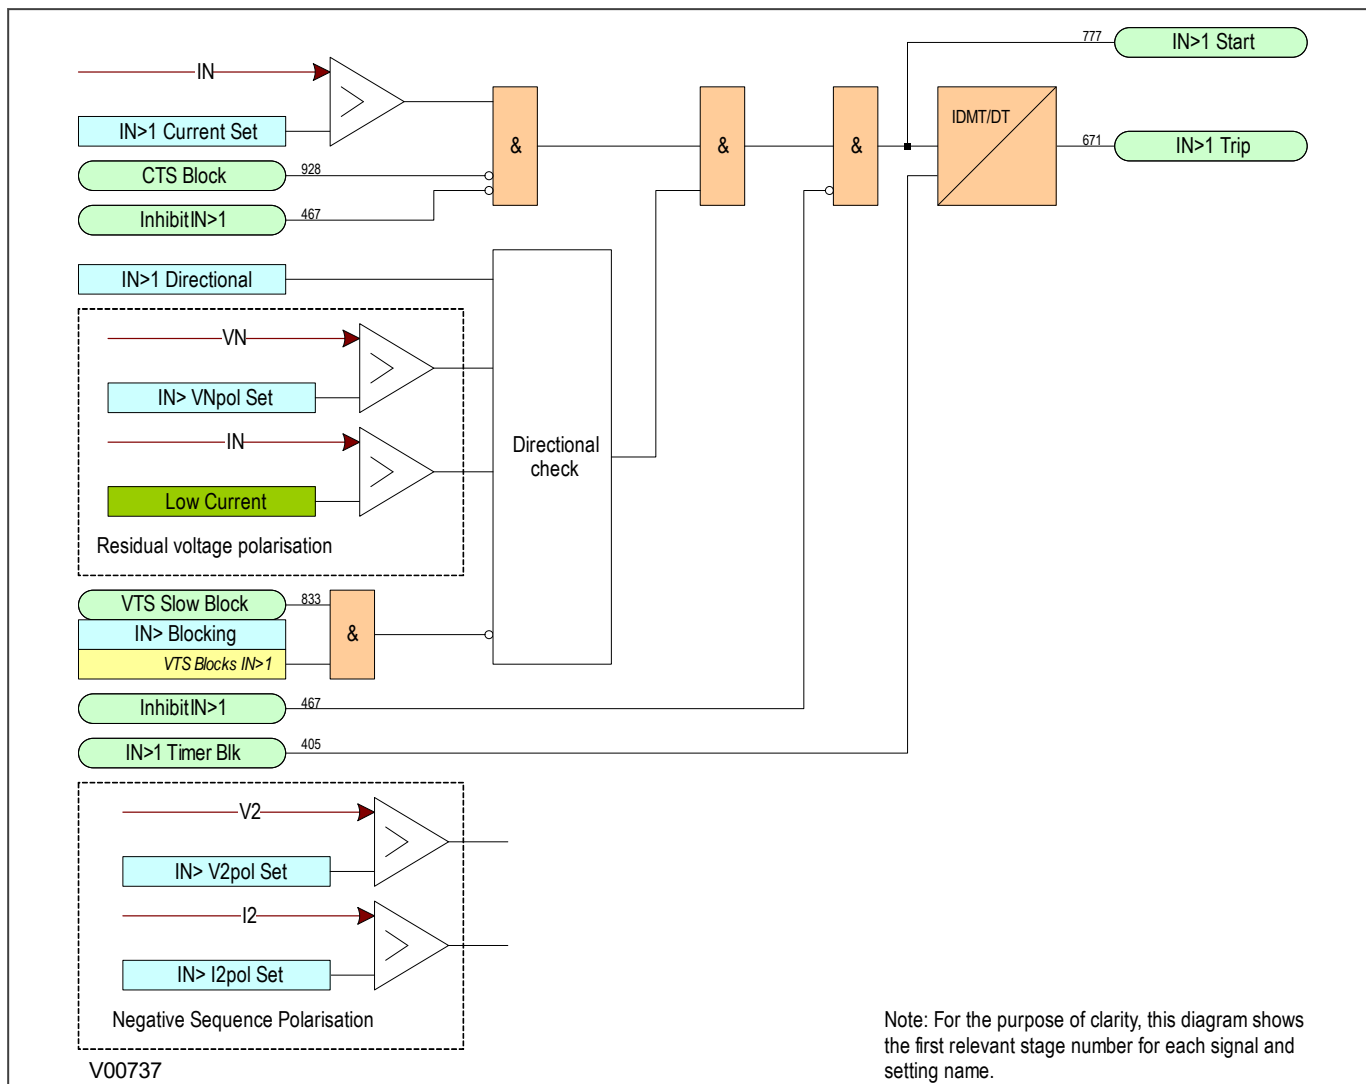 777
IN>1 Start
IN
IN>1 Current Set
&
&
&
IDMT/DT
671
IN>1 Trip
CTS Block
928
InhibitIN>1
467
IN>1 Directional
VN
IN> VNpol Set
IN
Low Current
Residual voltage polarisation
Directional
check
VTS Slow Block
833
IN> Blocking
VTS Blocks IN>1
&
InhibitIN>1
467
IN>1 Timer Blk
405
V2
IN> V2pol Set
I2
IN> I2pol Set
Negative Sequence Polarisation
V00737
Note: For the purpose of clarity, this diagram shows
the first relevant stage number for each signal and
setting name.